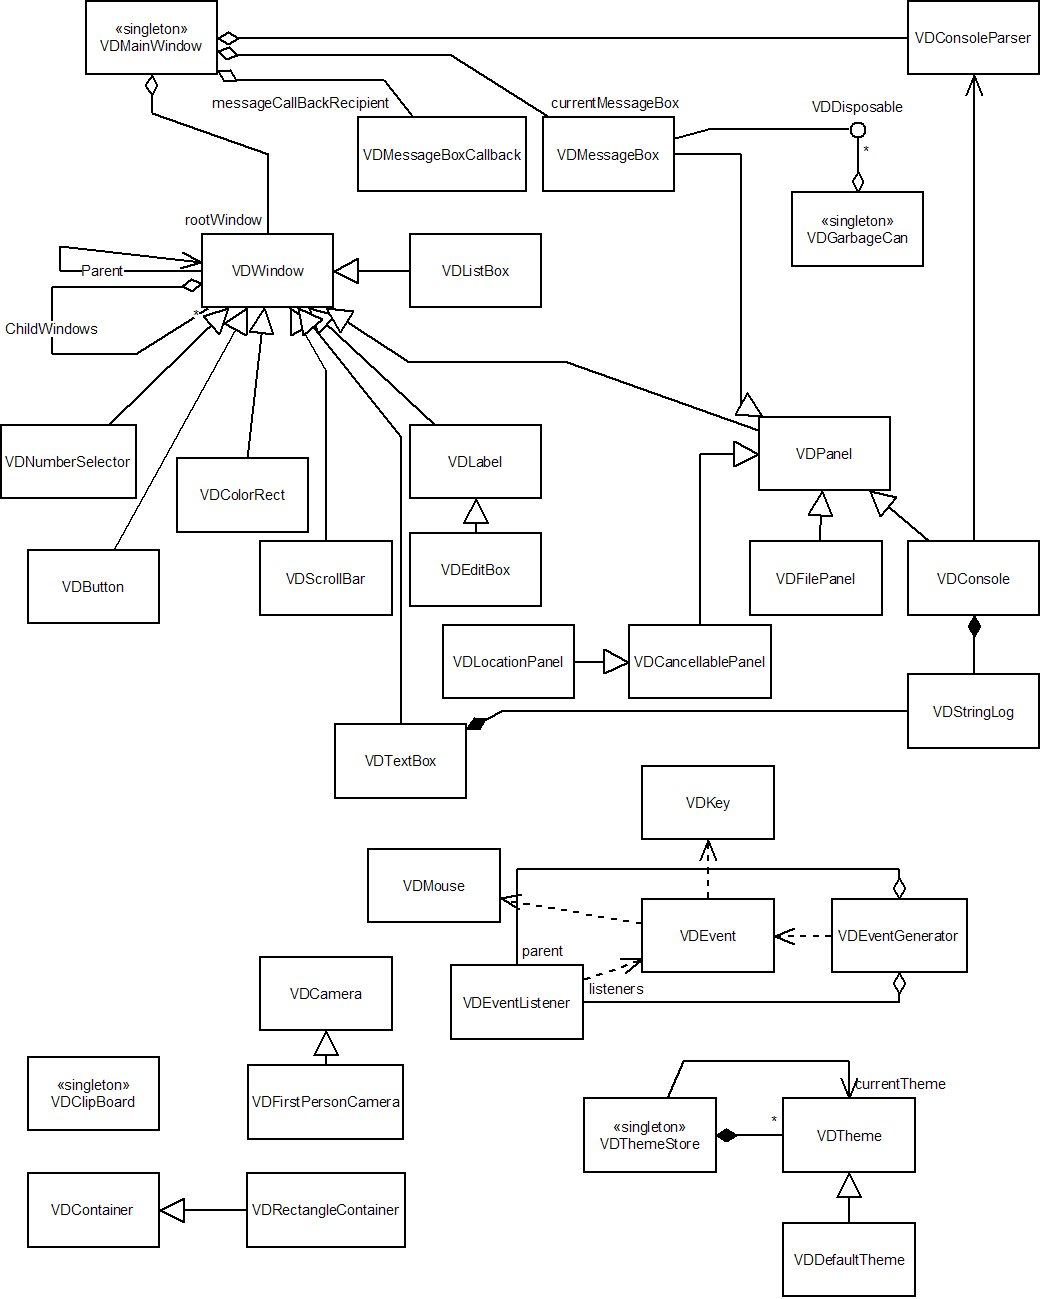 «singleton»
VDMainWindow
VDConsoleParser
messageCallBackRecipient
currentMessageBox
VDDisposable
VDMessageBoxCallback
VDMessageBox
*
«singleton»
VDGarbageCan
rootWindow
Parent
VDWindow
VDListBox
ChildWindows
*
VDNumberSelector
VDLabel
VDPanel
VDColorRect
VDButton
VDScrollBar
VDEditBox
VDFilePanel
VDConsole
VDLocationPanel
VDCancellablePanel
VDStringLog
VDTextBox
VDKey
VDMouse
VDEvent
VDEventGenerator
parent
listeners
VDEventListener
VDCamera
«singleton»
VDClipBoard
VDFirstPersonCamera
currentTheme
«singleton»
VDThemeStore
*
VDTheme
VDContainer
VDRectangleContainer
VDDefaultTheme